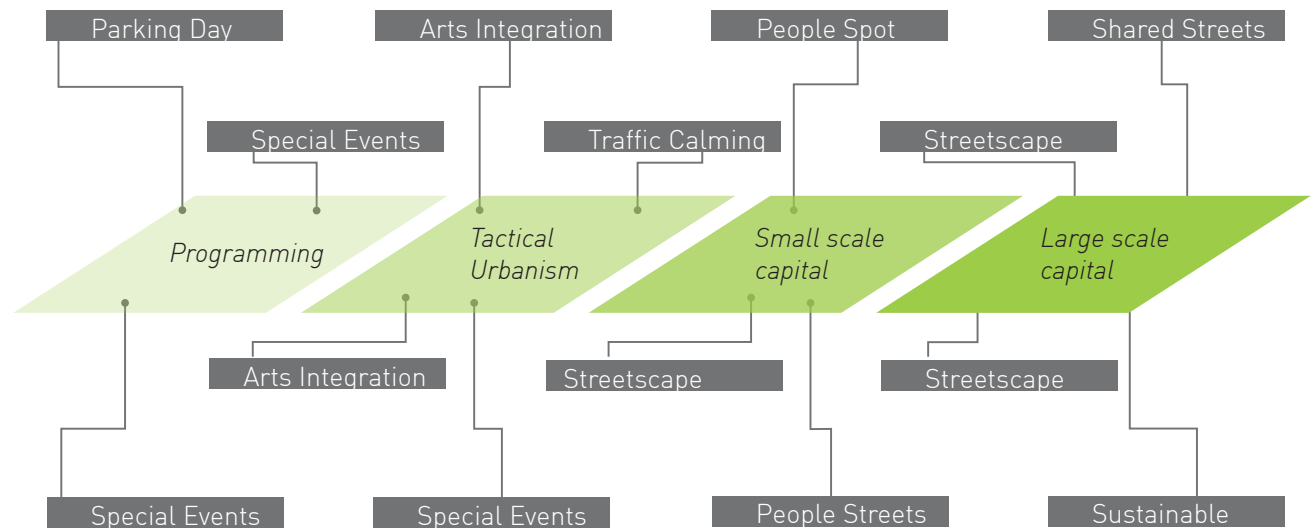 Parking Day
Arts Integration
People Spot
Shared Streets
Special Events
Traffic Calming
Streetscape
Programming
Tactical
Urbanism
Small scale
capital
Large scale
capital
Arts Integration
Streetscape
Streetscape
Special Events
Special Events
People Streets
Sustainable